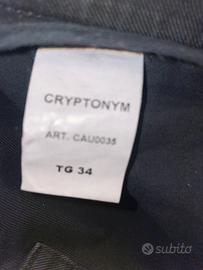 CRYPTONYM
ART. CAU0035
TG 34
subito